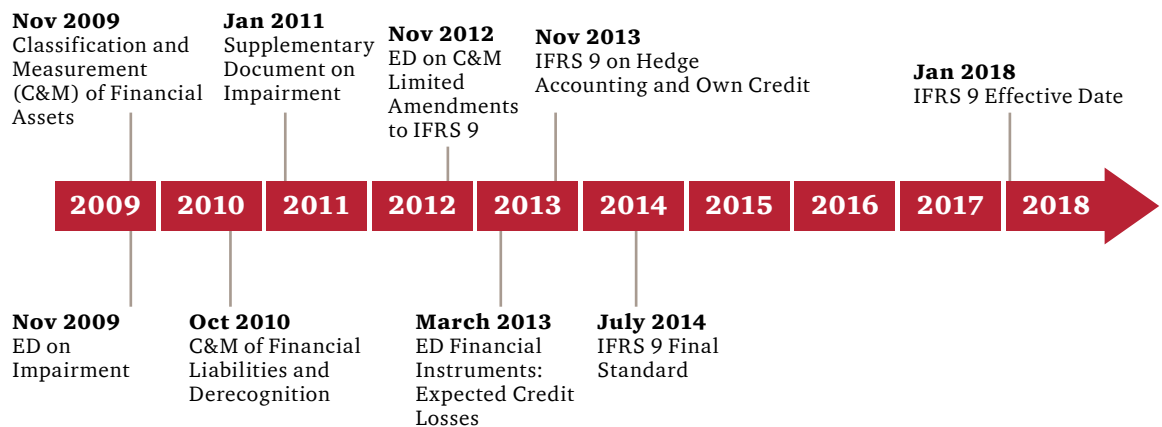 Nov 2009
Classification and
Measurement
(C&M) of Financial
Assets
Jan 2011
Supplementary
Document on
Impairment
Nov 2012
ED on C&M
Limited
Amendments
to IFRS 9
Nov 2013
IFRS 9 on Hedge
Accounting and Own Credit
Jan 2018
IFRS 9 Effective Date
2009
2010
2011
2012
2013
2014
2015
2016
2017
2018
Nov 2009
ED on
Impairment
Oct 2010
C&M of Financial
Liabilities and
Derecognition
March 2013
ED Financial
Instruments:
Expected Credit
Losses
July 2014
IFRS 9 Final
Standard